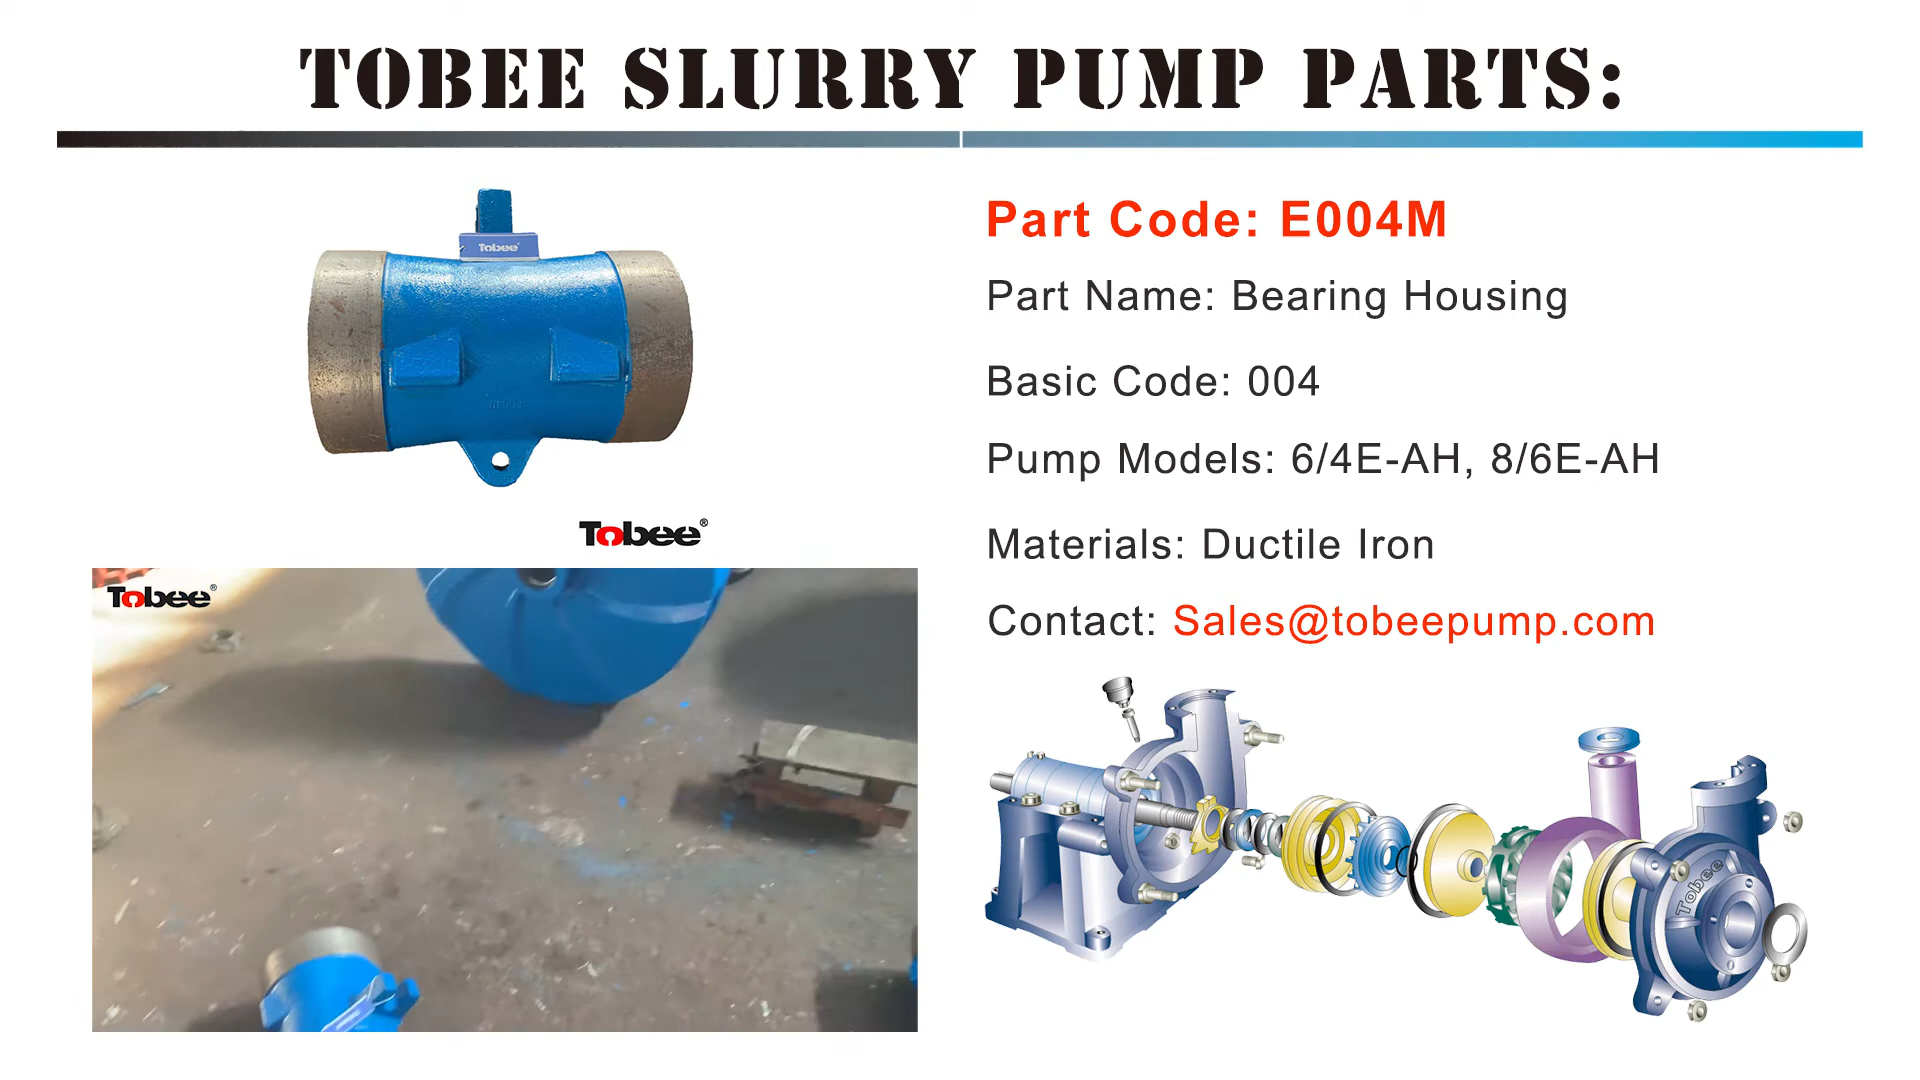 TOBEE SLURRY PUMP PARTS:
Tobee®
Part Code: E004M
Part Name: Bearing Housing
Basic Code: 004
Pump Models: 6/4E-AH, 8/6E-AH
Materials: Ductile Iron
Contact: Sales@tobeepump.com
Tobee®
Tobee®
Tobee